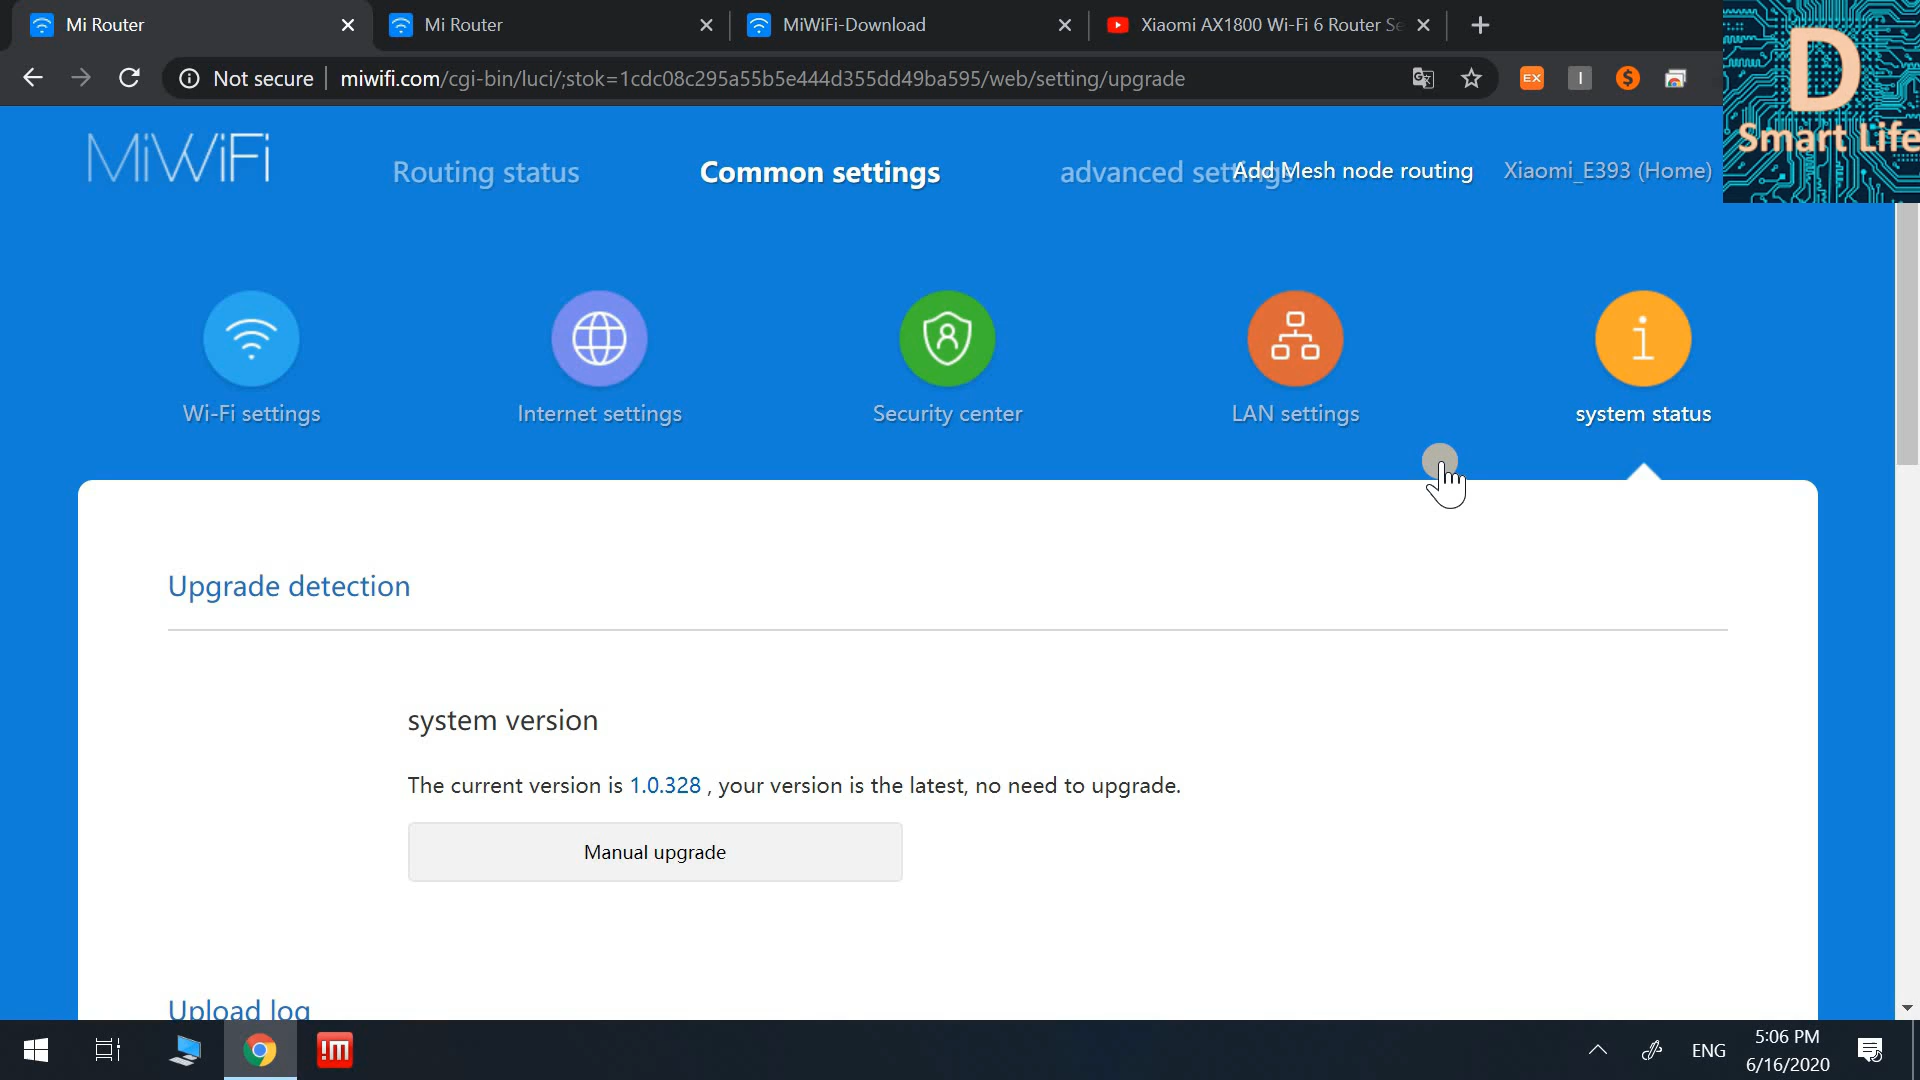 Mi Router
Mi Router
MiWiFi-Download
Xiaomi AX1800 Wi-Fi 6 Router Se
Not secure
miwifi.com/cgi-bin/luci/;stok=1cdc08c295a55b5e444d355dd49ba595/web/setting/upgrade
EX
I
$
D
Smart Life
MiWiFi
Routing status
Common settings
advanced settings
Add Mesh node routing
Xiaomi_E393 (Home)
Wi-Fi settings
Internet settings
Security center
LAN settings
system status
Upgrade detection
system version
The current version is 1.0.328 , your version is the latest, no need to upgrade.
Manual upgrade
Upload log
!M
ENG
5:06 PM
6/16/2020